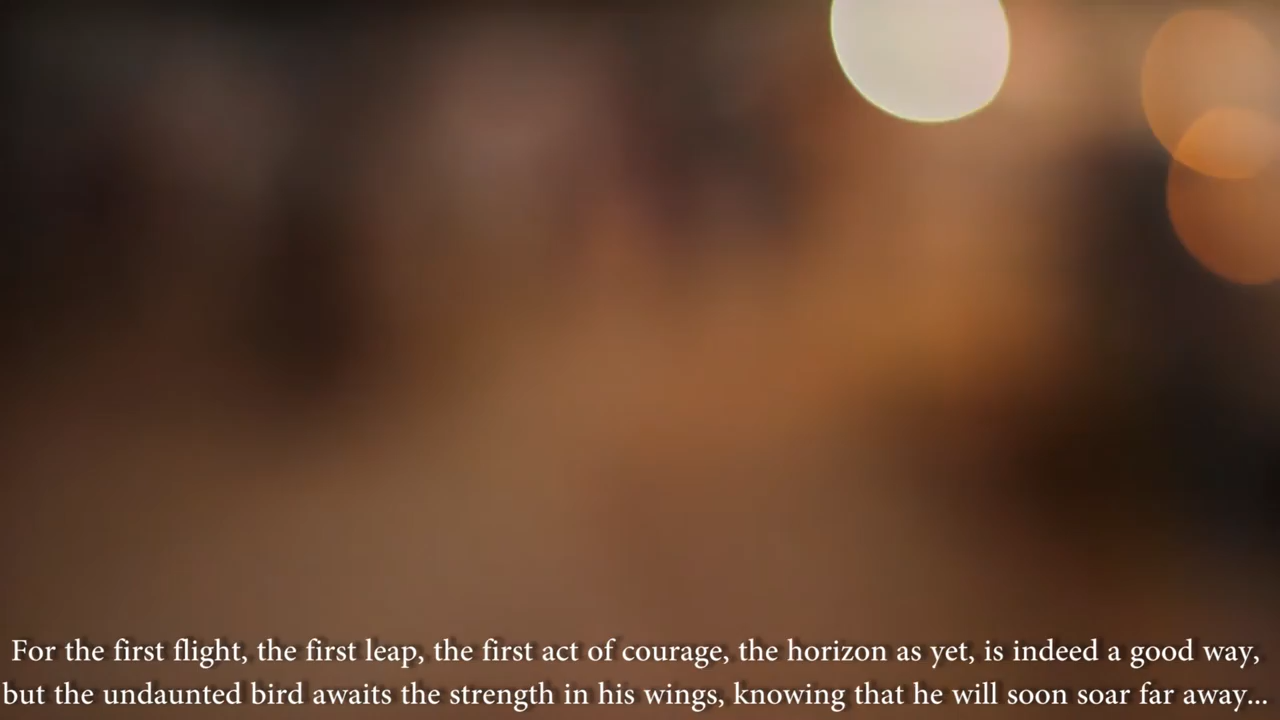 For the first flight, the first leap, the first act of courage, the horizon as yet, is indeed a good way,
but the undaunted bird awaits the strength in his wings, knowing that he will soon soar far away...